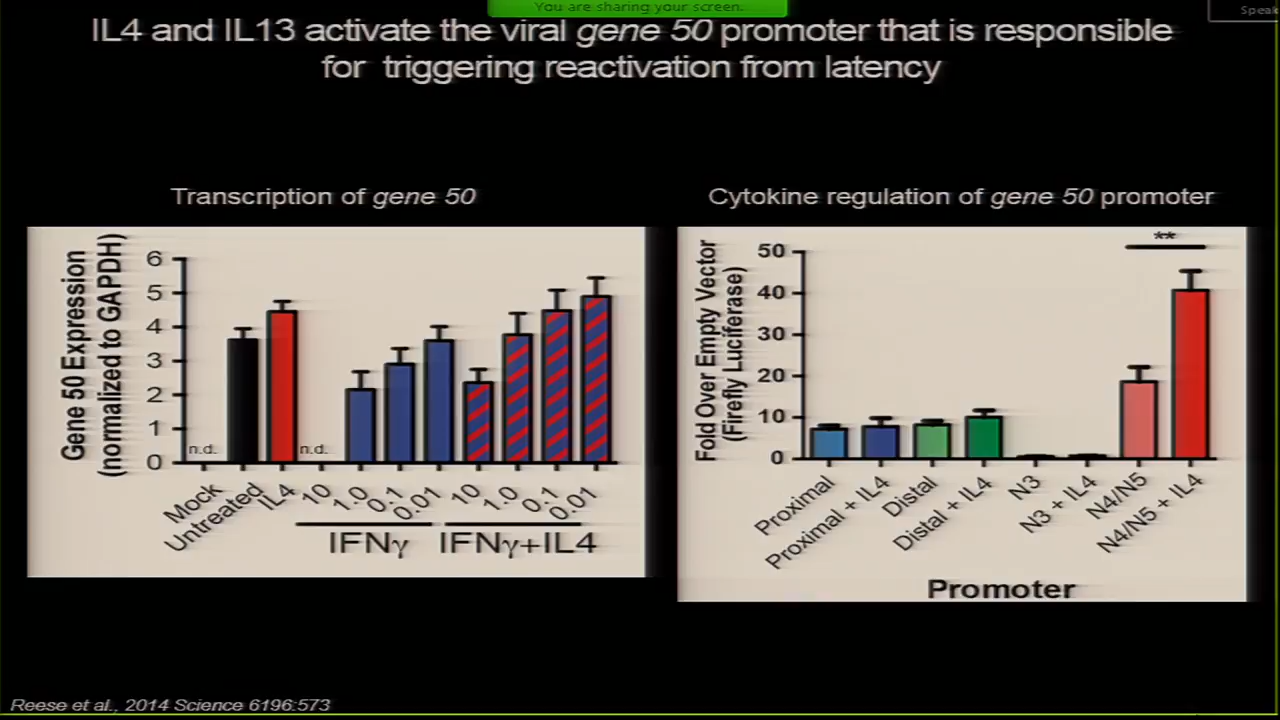 You are sharing your screen.
Speak
IL4 and IL13 activate the viral gene 50 promoter that is responsible
for triggering reactivation from latency
Transcription of gene 50
Gene 50 Expression
(normalized to GAPDH)
6
5
4
3
2
1
0
n.d.
n.d.
Mock
Untreated
IL4
10
1.0
0.1
0.01
10
1.0
0.1
0.01
IFNγ
IFNγ+IL4
Cytokine regulation of gene 50 promoter
Fold Over Empty Vector
(Firefly Luciferase)
50
40
30
20
10
0
**
Proximal
Proximal + IL4
Distal
Distal + IL4
N3
N3 + IL4
N4/N5
N4/N5 + IL4
Promoter
Reese et al., 2014 Science 6196:573